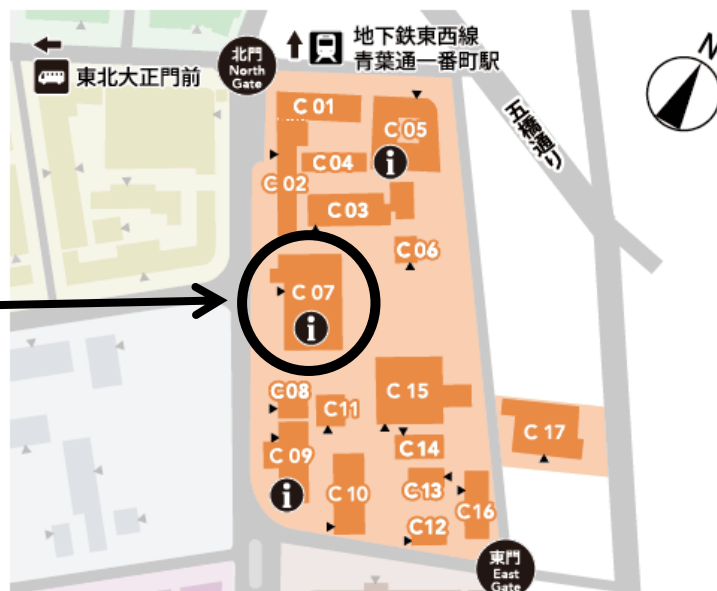 地下鉄東西線
青葉通一番町駅
北門
North
Gate
東北大正門前
N
五橋通り
C 01
C 05
C 04
C 02
C 03
C 06
C 07
C 08
C 11
C 15
C 09
C 14
C 17
C 10
C 13
C 16
C 12
東門
East
Gate